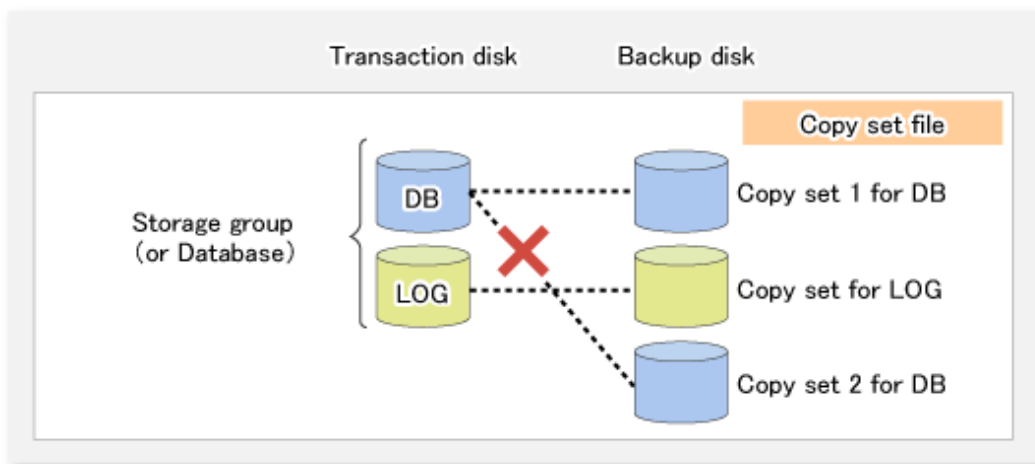 Transaction disk
Backup disk
Copy set file
DB
Copy set 1 for DB
Storage group
(or Database)
LOG
Copy set for LOG
Copy set 2 for DB